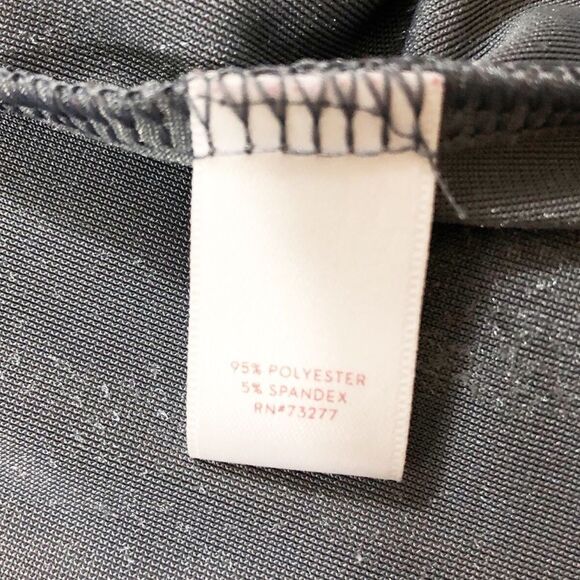 95% POLYESTER
5% SPANDEX
RN#73277